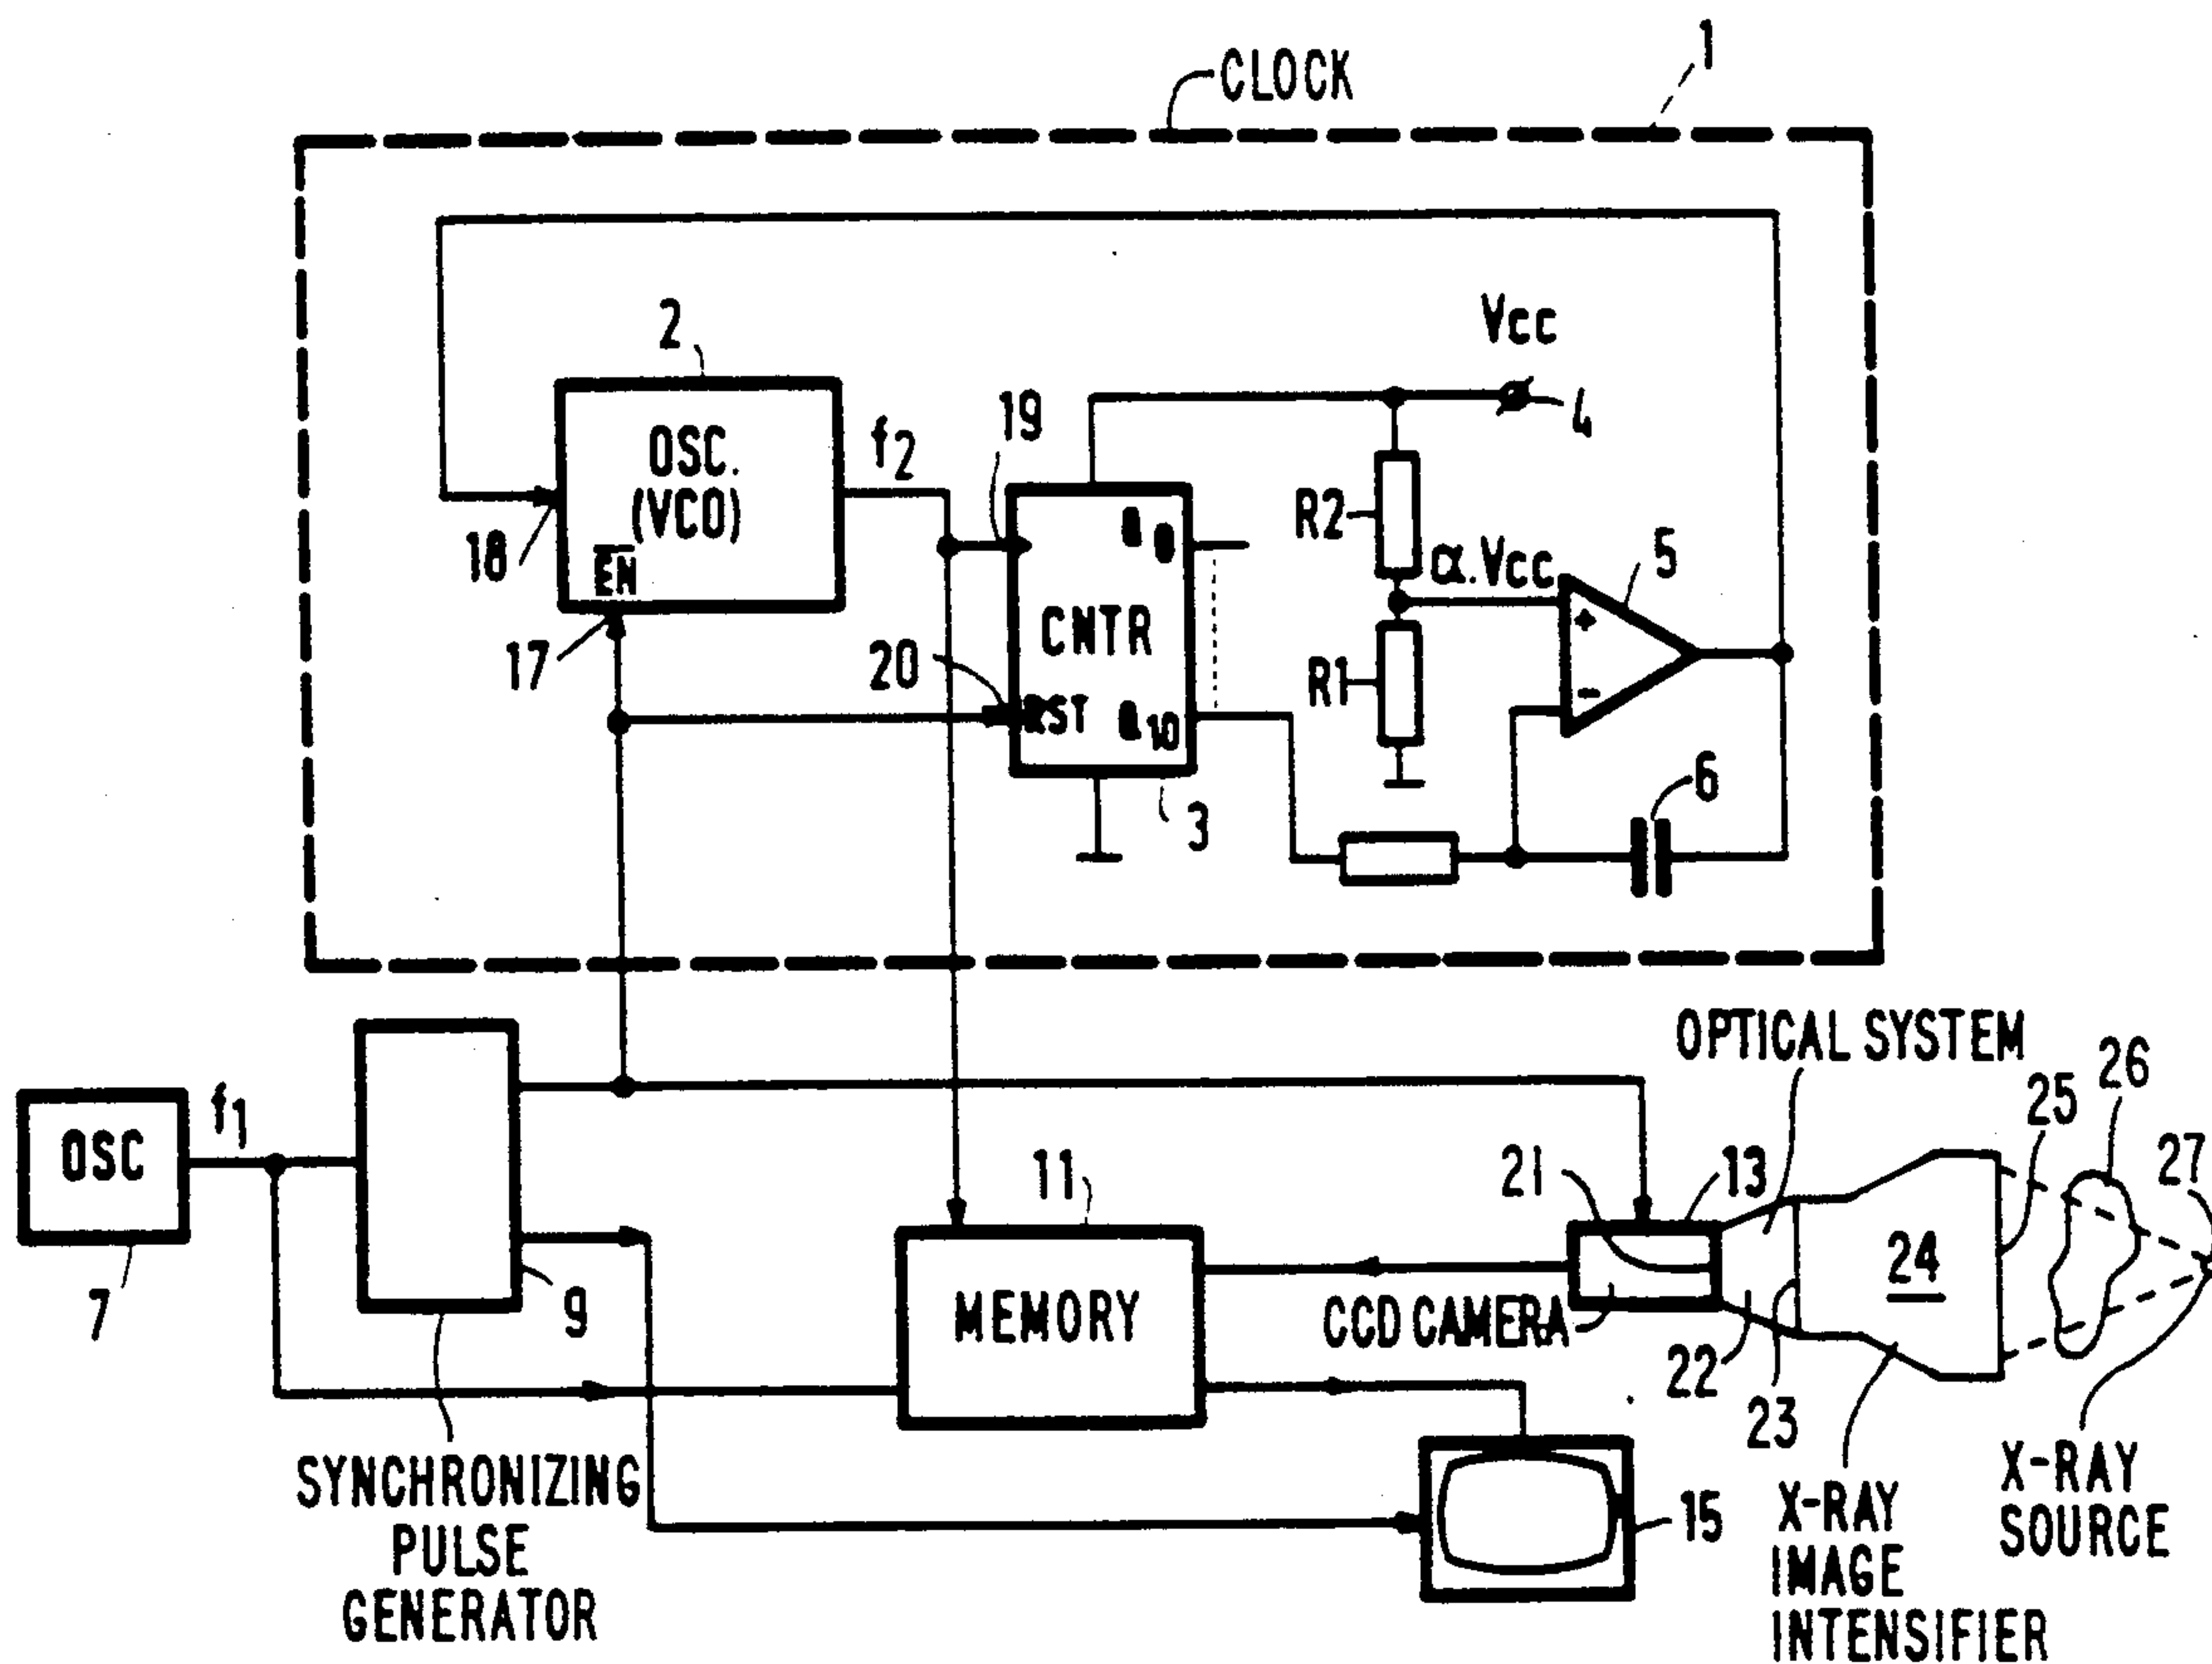 1
CLOCK
2
Vcc
4
19
f2
OSC.
(VCO)
EN
18
17
R2
α.Vcc
5
CNTR
R1
20
RST
Q10
6
3
OPTICAL SYSTEM
26
25
27
f1
OSC
7
9
11
21
13
24
MEMORY
CCD CAMERA
22
23
SYNCHRONIZING
PULSE
GENERATOR
15
X-RAY
IMAGE
INTENSIFIER
X-RAY
SOURCE